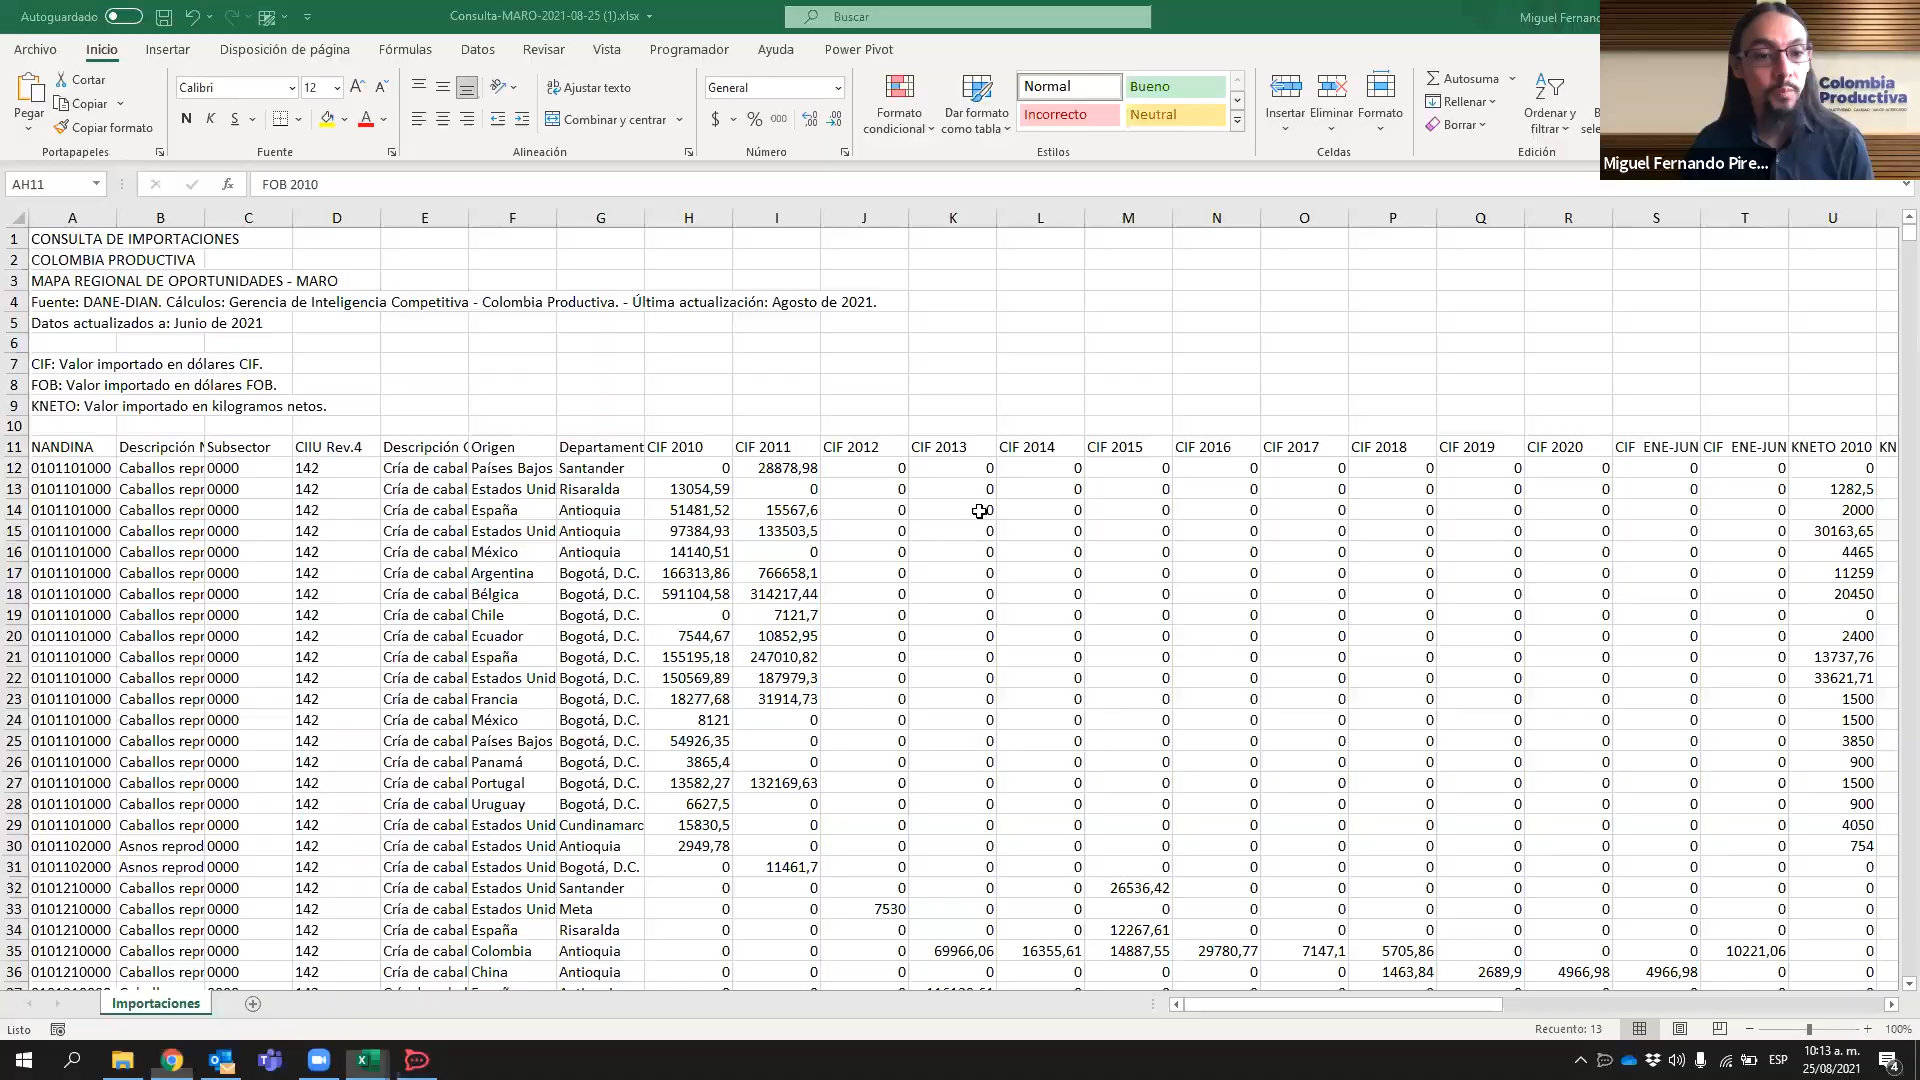 Autoguardado
Consulta-MARO-2021-08-25 (1).xlsx
Buscar
Miguel Fernando
Archivo Inicio Insertar Disposición de página Fórmulas Datos Revisar Vista Programador Ayuda Power Pivot
Pegar
Cortar
Copiar
Copiar formato
Portapapeles
Calibri 12
N K S
Fuente
Ajustar texto
Combinar y centrar
Alineación
General
$ % 000
Número
Formato condicional
Dar formato como tabla
Normal Bueno
Incorrecto Neutral
Estilos
Insertar Eliminar Formato
Celdas
Autosuma
Rellenar
Borrar
Ordenar y filtrar
Edición
Colombia
Productiva
Miguel Fernando Pire...
AH11 fx FOB 2010
A B C D E F G H I J K L M N O P Q R S T U
1 CONSULTA DE IMPORTACIONES
2 COLOMBIA PRODUCTIVA
3 MAPA REGIONAL DE OPORTUNIDADES - MARO
4 Fuente: DANE-DIAN. Cálculos: Gerencia de Inteligencia Competitiva - Colombia Productiva. - Última actualización: Agosto de 2021.
5 Datos actualizados a: Junio de 2021
6
7 CIF: Valor importado en dólares CIF.
8 FOB: Valor importado en dólares FOB.
9 KNETO: Valor importado en kilogramos netos.
10
11 NANDINA Descripción N Subsector CIIU Rev.4 Descripción C Origen Departament CIF 2010 CIF 2011 CIF 2012 CIF 2013 CIF 2014 CIF 2015 CIF 2016 CIF 2017 CIF 2018 CIF 2019 CIF 2020 CIF ENE-JUN CIF ENE-JUN KNETO 2010 KN
12 0101101000 Caballos repr 0000 142 Cría de cabal Países Bajos Santander 0 28878,98 0 0 0 0 0 0 0 0 0 0 0 0
13 0101101000 Caballos repr 0000 142 Cría de cabal Estados Unid Risaralda 13054,59 0 0 0 0 0 0 0 0 0 0 0 0 1282,5
14 0101101000 Caballos repr 0000 142 Cría de cabal España Antioquia 51481,52 15567,6 0 0 0 0 0 0 0 0 0 0 0 2000
15 0101101000 Caballos repr 0000 142 Cría de cabal Estados Unid Antioquia 97384,93 133503,5 0 0 0 0 0 0 0 0 0 0 0 30163,65
16 0101101000 Caballos repr 0000 142 Cría de cabal México Antioquia 14140,51 0 0 0 0 0 0 0 0 0 0 0 0 4465
17 0101101000 Caballos repr 0000 142 Cría de cabal Argentina Bogotá, D.C. 166313,86 766658,1 0 0 0 0 0 0 0 0 0 0 0 11259
18 0101101000 Caballos repr 0000 142 Cría de cabal Bélgica Bogotá, D.C. 591104,58 314217,44 0 0 0 0 0 0 0 0 0 0 0 20450
19 0101101000 Caballos repr 0000 142 Cría de cabal Chile Bogotá, D.C. 0 7121,7 0 0 0 0 0 0 0 0 0 0 0 0
20 0101101000 Caballos repr 0000 142 Cría de cabal Ecuador Bogotá, D.C. 7544,67 10852,95 0 0 0 0 0 0 0 0 0 0 0 2400
21 0101101000 Caballos repr 0000 142 Cría de cabal España Bogotá, D.C. 155195,18 247010,82 0 0 0 0 0 0 0 0 0 0 0 13737,76
22 0101101000 Caballos repr 0000 142 Cría de cabal Estados Unid Bogotá, D.C. 150569,89 187979,3 0 0 0 0 0 0 0 0 0 0 0 33621,71
23 0101101000 Caballos repr 0000 142 Cría de cabal Francia Bogotá, D.C. 18277,68 31914,73 0 0 0 0 0 0 0 0 0 0 0 1500
24 0101101000 Caballos repr 0000 142 Cría de cabal México Bogotá, D.C. 8121 0 0 0 0 0 0 0 0 0 0 0 0 1500
25 0101101000 Caballos repr 0000 142 Cría de cabal Países Bajos Bogotá, D.C. 54926,35 0 0 0 0 0 0 0 0 0 0 0 0 3850
26 0101101000 Caballos repr 0000 142 Cría de cabal Panamá Bogotá, D.C. 3865,4 0 0 0 0 0 0 0 0 0 0 0 0 900
27 0101101000 Caballos repr 0000 142 Cría de cabal Portugal Bogotá, D.C. 13582,27 132169,63 0 0 0 0 0 0 0 0 0 0 0 1500
28 0101101000 Caballos repr 0000 142 Cría de cabal Uruguay Bogotá, D.C. 6627,5 0 0 0 0 0 0 0 0 0 0 0 0 900
29 0101101000 Caballos repr 0000 142 Cría de cabal Estados Unid Cundinamarc 15830,5 0 0 0 0 0 0 0 0 0 0 0 0 4050
30 0101102000 Asnos reprod 0000 142 Cría de cabal Estados Unid Antioquia 2949,78 0 0 0 0 0 0 0 0 0 0 0 0 754
31 0101102000 Asnos reprod 0000 142 Cría de cabal Estados Unid Bogotá, D.C. 0 11461,7 0 0 0 0 0 0 0 0 0 0 0 0
32 0101210000 Caballos repr 0000 142 Cría de cabal Estados Unid Santander 0 0 0 0 0 26536,42 0 0 0 0 0 0 0 0
33 0101210000 Caballos repr 0000 142 Cría de cabal Estados Unid Meta 0 0 7530 0 0 0 0 0 0 0 0 0 0 0
34 0101210000 Caballos repr 0000 142 Cría de cabal España Risaralda 0 0 0 0 0 12267,61 0 0 0 0 0 0 0 0
35 0101210000 Caballos repr 0000 142 Cría de cabal Colombia Antioquia 0 0 0 69966,06 16355,61 14887,55 29780,77 7147,1 5705,86 0 0 0 10221,06 0
36 0101210000 Caballos repr 0000 142 Cría de cabal China Antioquia 0 0 0 0 0 0 0 0 1463,84 2689,9 4966,98 4966,98 0 0
Importaciones
Listo
Recuento: 13
100%
ESP
10:13 a. m.
25/08/2021
4